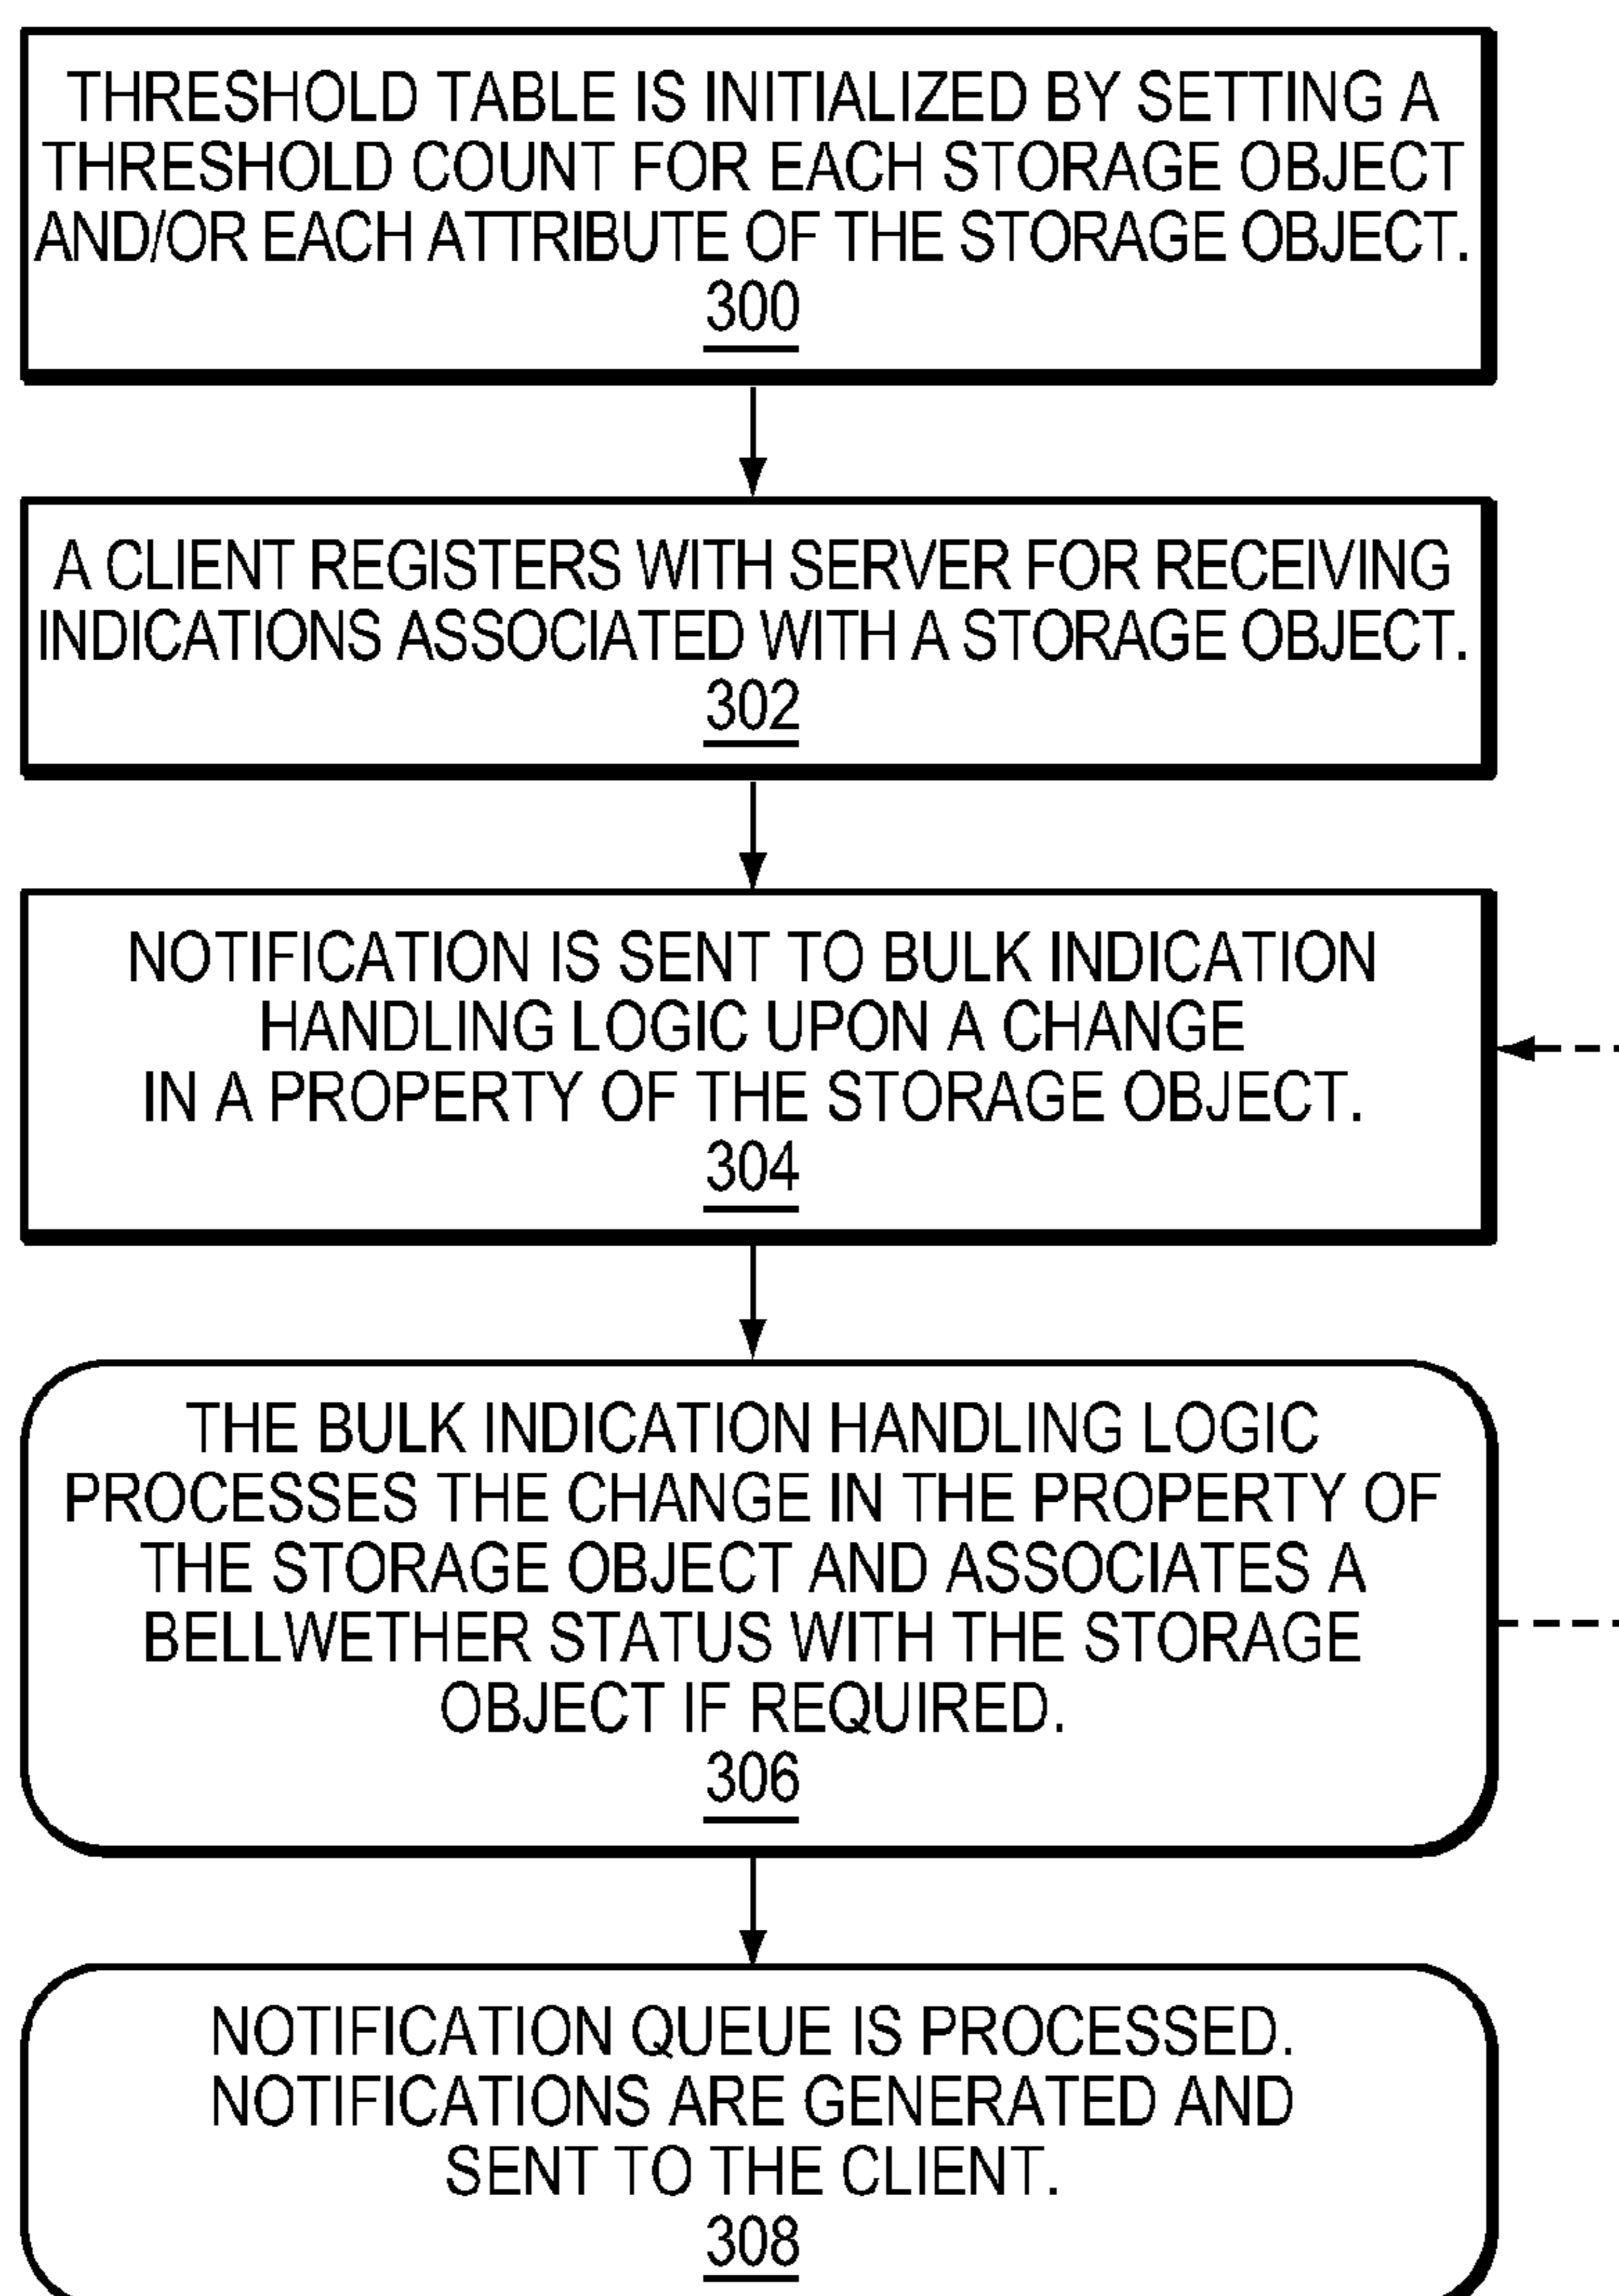 THRESHOLD TABLE IS INITIALIZED BY SETTING A
THRESHOLD COUNT FOR EACH STORAGE OBJECT
AND/OR EACH ATTRIBUTE OF THE STORAGE OBJECT.
300
A CLIENT REGISTERS WITH SERVER FOR RECEIVING
INDICATIONS ASSOCIATED WITH A STORAGE OBJECT.
302
NOTIFICATION IS SENT TO BULK INDICATION
HANDLING LOGIC UPON A CHANGE
IN A PROPERTY OF THE STORAGE OBJECT.
304
THE BULK INDICATION HANDLING LOGIC
PROCESSES THE CHANGE IN THE PROPERTY OF
THE STORAGE OBJECT AND ASSOCIATES A
BELLWETHER STATUS WITH THE STORAGE
OBJECT IF REQUIRED.
306
NOTIFICATION QUEUE IS PROCESSED.
NOTIFICATIONS ARE GENERATED AND
SENT TO THE CLIENT.
308